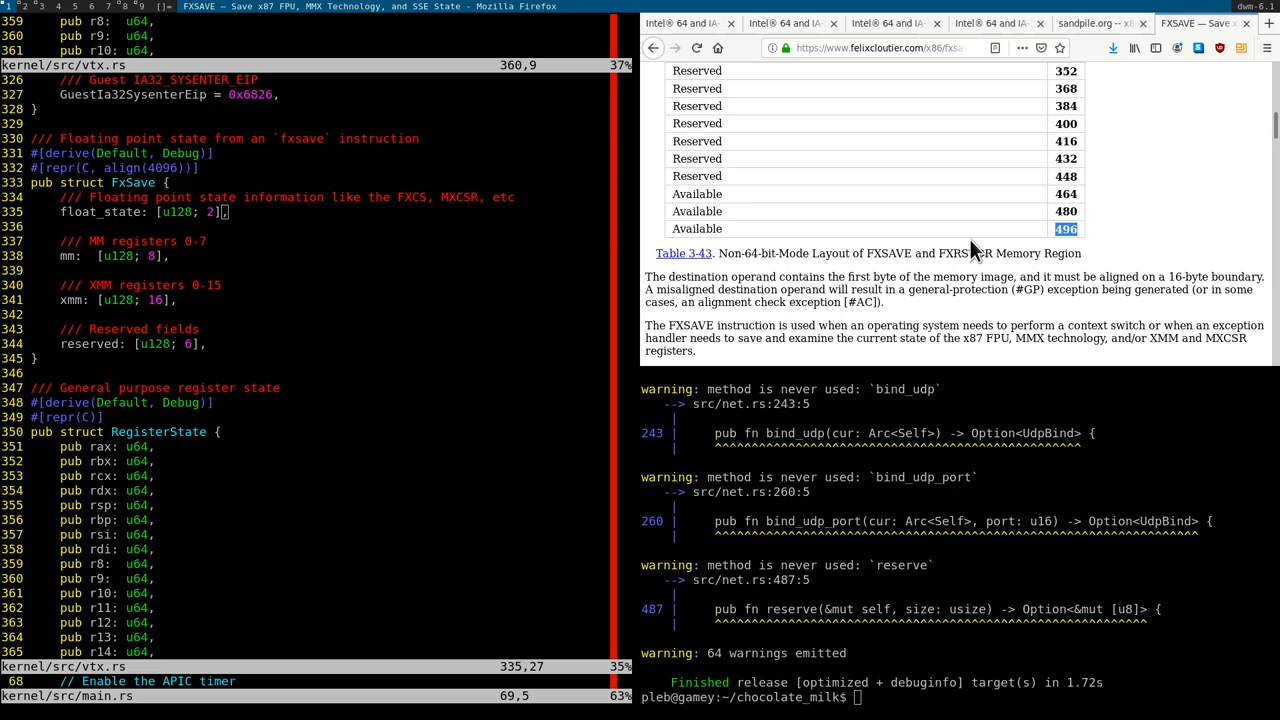 1 2 3 4 5 6 7 8 9 []= FXSAVE — Save x87 FPU, MMX Technology, and SSE State - Mozilla Firefox dwm-6.1
359     pub r8:  u64,
360     pub r9:  u64,
361     pub r10: u64,
kernel/src/vtx.rs 360,9 37%
326     /// Guest IA32_SYSENTER_EIP
327     GuestIa32SysenterEip = 0x6826,
328 }
329
330 /// Floating point state from an `fxsave` instruction
331 #[derive(Default, Debug)]
332 #[repr(C, align(4096))]
333 pub struct FxSave {
334     /// Floating point state information like the FXCS, MXCSR, etc
335     float_state: [u128; 2],
336
337     /// MM registers 0-7
338     mm:  [u128; 8],
339
340     /// XMM registers 0-15
341     xmm: [u128; 16],
342
343     /// Reserved fields
344     reserved: [u128; 6],
345 }
346
347 /// General purpose register state
348 #[derive(Default, Debug)]
349 #[repr(C)]
350 pub struct RegisterState {
351     pub rax: u64,
352     pub rbx: u64,
353     pub rcx: u64,
354     pub rdx: u64,
355     pub rsp: u64,
356     pub rbp: u64,
357     pub rsi: u64,
358     pub rdi: u64,
359     pub r8:  u64,
360     pub r9:  u64,
361     pub r10: u64,
362     pub r11: u64,
363     pub r12: u64,
364     pub r13: u64,
365     pub r14: u64,
kernel/src/vtx.rs 335,27 35%
68     // Enable the APIC timer
kernel/src/main.rs 69,5 63%
Intel® 64 and IA- Intel® 64 and IA- Intel® 64 and IA- Intel® 64 and IA- sandpile.org -- x8 FXSAVE — Save x
https://www.felixcloutier.com/x86/fxsa
Reserved 352
Reserved 368
Reserved 384
Reserved 400
Reserved 416
Reserved 432
Reserved 448
Available 464
Available 480
Available 496
Table 3-43. Non-64-bit-Mode Layout of FXSAVE and Memory Region
The destination operand contains the first byte of the memory image, and it must be aligned on a 16-byte boundary.
A misaligned destination operand will result in a general-protection (#GP) exception being generated (or in some
cases, an alignment check exception [#AC]).
The FXSAVE instruction is used when an operating system needs to perform a context switch or when an exception
handler needs to save and examine the current state of the x87 FPU, MMX technology, and/or XMM and MXCSR
registers.
warning: method is never used: `bind_udp`
--> src/net.rs:243:5
|
243 |     pub fn bind_udp(cur: Arc<Self>) -> Option<UdpBind> {
| ^^^^^^^^^^^^^^^^^^^^^^^^^^^^^^^^^^^^^^^^^^^^^^^^^^
warning: method is never used: `bind_udp_port`
--> src/net.rs:260:5
|
260 |     pub fn bind_udp_port(cur: Arc<Self>, port: u16) -> Option<UdpBind> {
| ^^^^^^^^^^^^^^^^^^^^^^^^^^^^^^^^^^^^^^^^^^^^^^^^^^^^^^^^^^^^^^^^^^
warning: method is never used: `reserve`
--> src/net.rs:487:5
|
487 |     pub fn reserve(&mut self, size: usize) -> Option<&mut [u8]> {
| ^^^^^^^^^^^^^^^^^^^^^^^^^^^^^^^^^^^^^^^^^^^^^^^^^^^^^^^^^^^
warning: 64 warnings emitted
Finished release [optimized + debuginfo] target(s) in 1.72s
pleb@gamey:~/chocolate_milk$